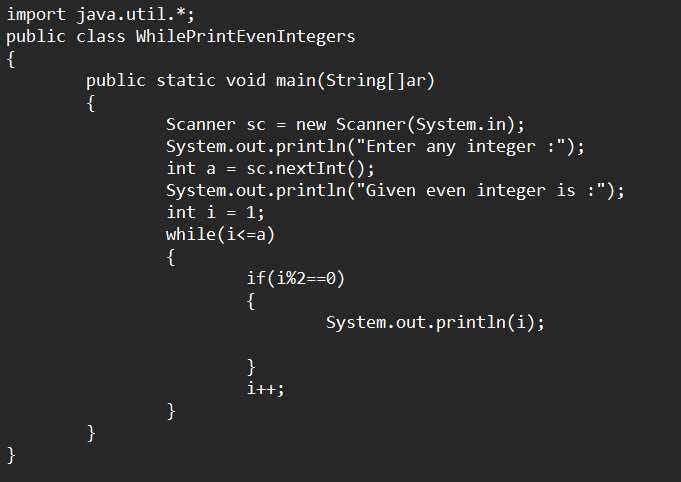 import java.util.*;
public class WhilePrintEvenIntegers
{
        public static void main(String[]ar)
        {
                Scanner sc = new Scanner(System.in);
                System.out.println("Enter any integer :");
                int a = sc.nextInt();
                System.out.println("Given even integer is :");
                int i = 1;
                while(i<=a)
                {
                        if(i%2==0)
                        {
                                System.out.println(i);

                        }
                        i++;
                }
        }
}